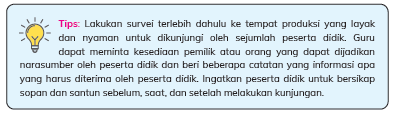 Tips: Lakukan survei terlebih dahulu ke tempat produksi yang layak
dan nyaman untuk dikunjungi oleh sejumlah peserta didik. Guru
dapat meminta kesediaan pemilik atau orang yang dapat dijadikan
narasumber oleh peserta didik dan beri beberapa catatan yang informasi apa
yang harus diterima oleh peserta didik. Ingatkan peserta didik untuk bersikap
sopan dan santun sebelum, saat, dan setelah melakukan kunjungan.